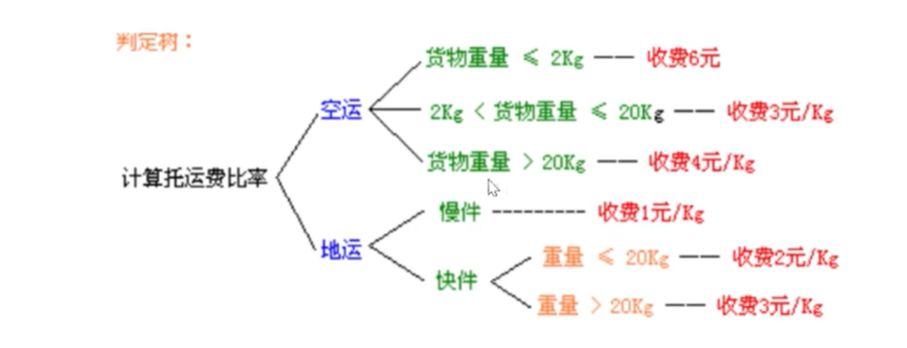 判定树：
货物重量 ≤ 2Kg —— 收费6元
空运
2Kg < 货物重量 ≤ 20Kg —— 收费3元/Kg
货物重量 > 20Kg —— 收费4元/Kg
计算托运费比率
慢件 --------- 收费1元/Kg
地运
重量 ≤ 20Kg —— 收费2元/Kg
快件
重量 > 20Kg —— 收费3元/Kg